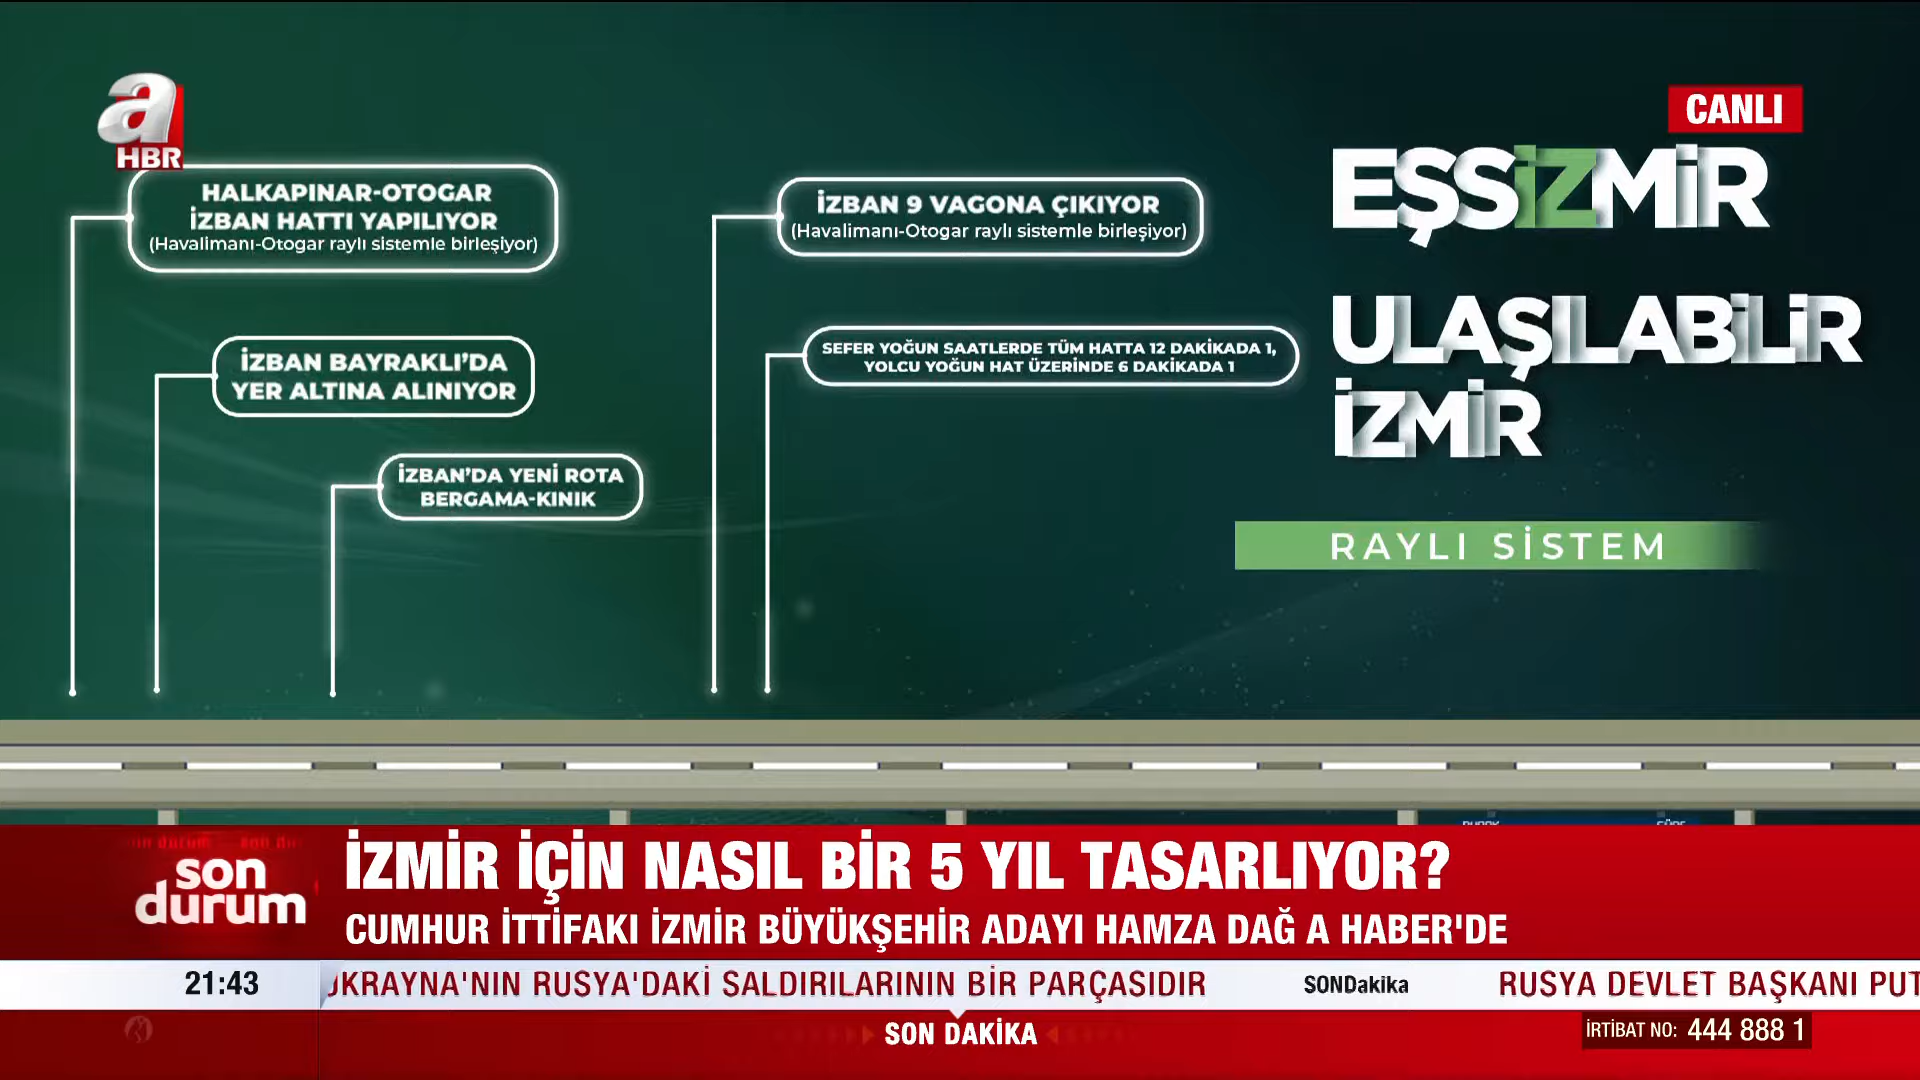 a
HBR
CANLI
HALKAPINAR-OTOGAR
İZBAN HATTI YAPILIYOR
(Havalimanı-Otogar raylı sistemle birleşiyor)
İZBAN BAYRAKLI'DA
YER ALTINA ALINIYOR
İZBAN'DA YENİ ROTA
BERGAMA-KINIK
İZBAN 9 VAGONA ÇIKIYOR
(Havalimanı-Otogar raylı sistemle birleşiyor)
SEFER YOĞUN SAATLERDE TÜM HATTA 12 DAKİKADA 1,
YOLCU YOĞUN HAT ÜZERİNDE 6 DAKİKADA 1
EŞSİZMİR
ULAŞILABİLİR
İZMİR
RAYLI SİSTEM
son durum
İZMİR İÇİN NASIL BİR 5 YIL TASARLIYOR?
CUMHUR İTTİFAKI İZMİR BÜYÜKŞEHİR ADAYI HAMZA DAĞ A HABER'DE
21:43
UKRAYNA'NIN RUSYA'DAKİ SALDIRILARININ BİR PARÇASIDIR SONDakika RUSYA DEVLET BAŞKANI PUT
SON DAKİKA
İRTİBAT NO: 444 888 1